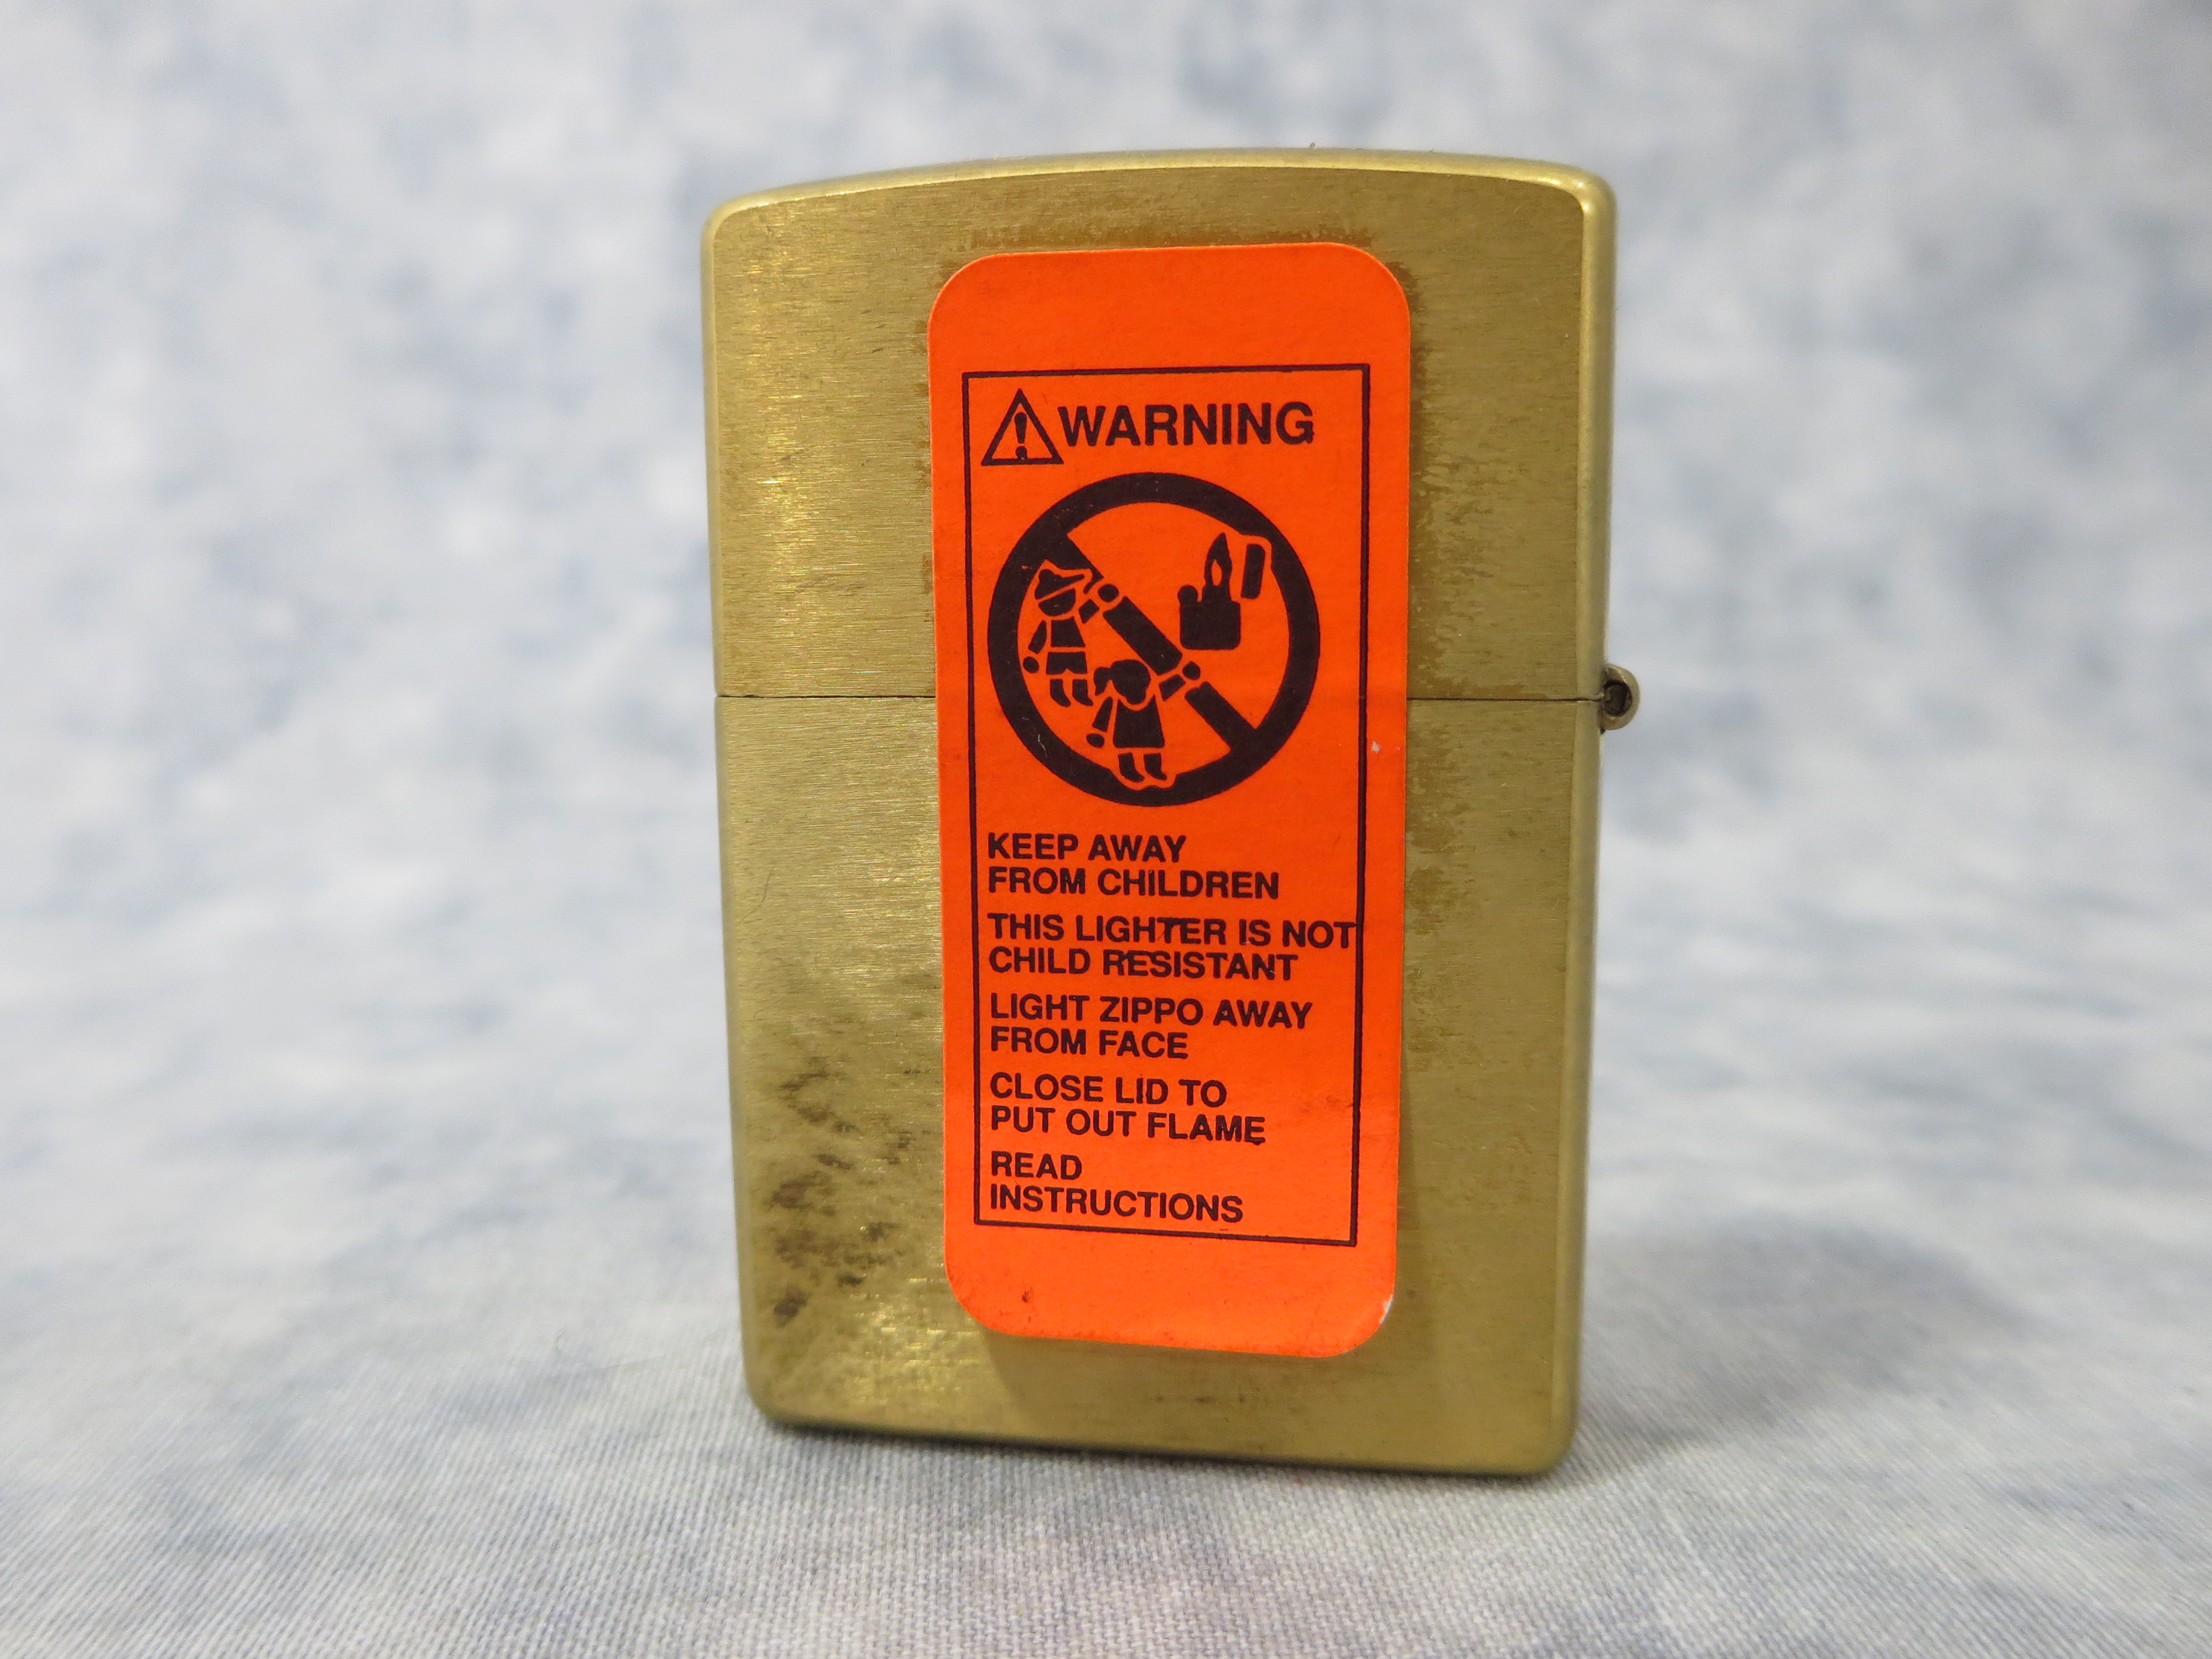 WARNING
KEEP AWAY
FROM CHILDREN
THIS LIGHTER IS NOT
CHILD RESISTANT
LIGHT ZIPPO AWAY
FROM FACE
CLOSE LID TO
PUT OUT FLAME
READ
INSTRUCTIONS